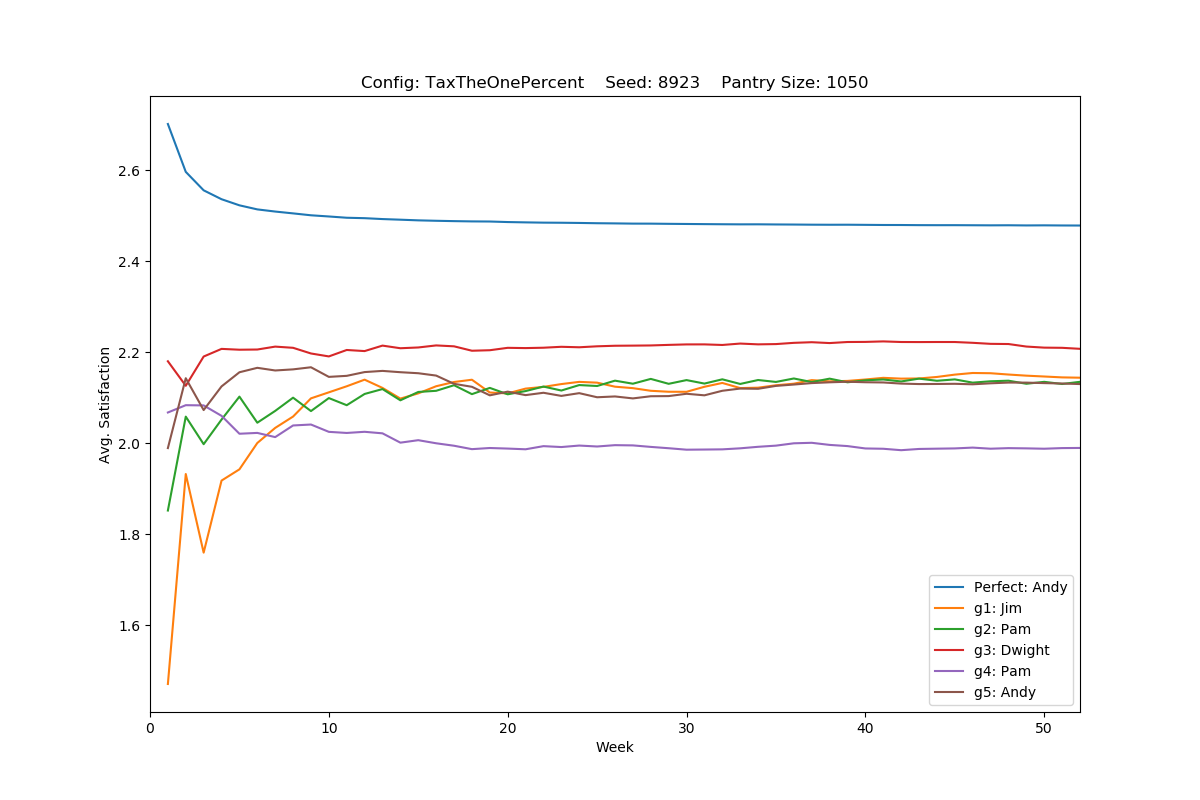 Config: TaxTheOnePercent    Seed: 8923    Pantry Size: 1050
2.6
2.4
2.2
2.0
1.8
1.6
Avg. Satisfaction
0 10 20 30 40 50
Week
Perfect: Andy
g1: Jim
g2: Pam
g3: Dwight
g4: Pam
g5: Andy